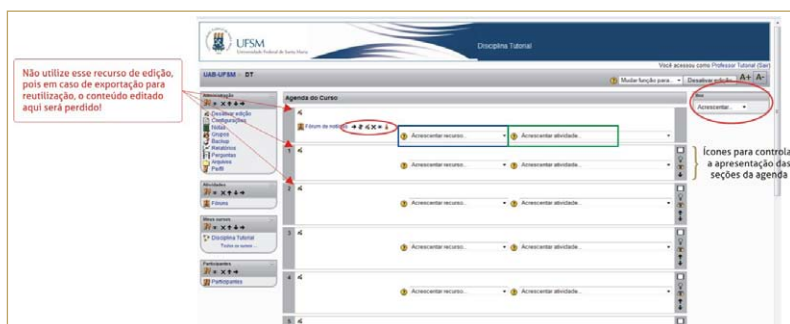 UFSM
Universidade Federal de Santa Maria
Disciplina Tutorial
Você acessou como Professor Tutorial (Sair)
UAB-UFSM DT
Mudar função para...
Desativar edição
A+ A-
Não utilize esse recurso de edição,
pois em caso de exportação para
reutilização, o conteúdo editado
aqui será perdido!
Administração
Desativar edição
Configurações
Notas
Grupos
Backup
Relatórios
Perguntas
Arquivos
Perfil
Atividades
Fóruns
Meus cursos
Disciplina Tutorial
Todos os cursos ...
Participantes
Participantes
Agenda do Curso
Fórum de notícias
Acrescentar recurso... Acrescentar atividade...
1
Acrescentar recurso... Acrescentar atividade...
2
Acrescentar recurso... Acrescentar atividade...
3
Acrescentar recurso... Acrescentar atividade...
4
Acrescentar recurso... Acrescentar atividade...
5
Acrescentar...
Ícones para controla
a apresentação das
seções da agenda